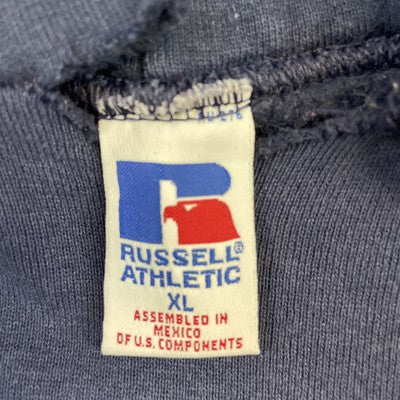 RUSSELL®
ATHLETIC
XL
ASSEMBLED IN
MEXICO
OF U.S. COMPONENTS